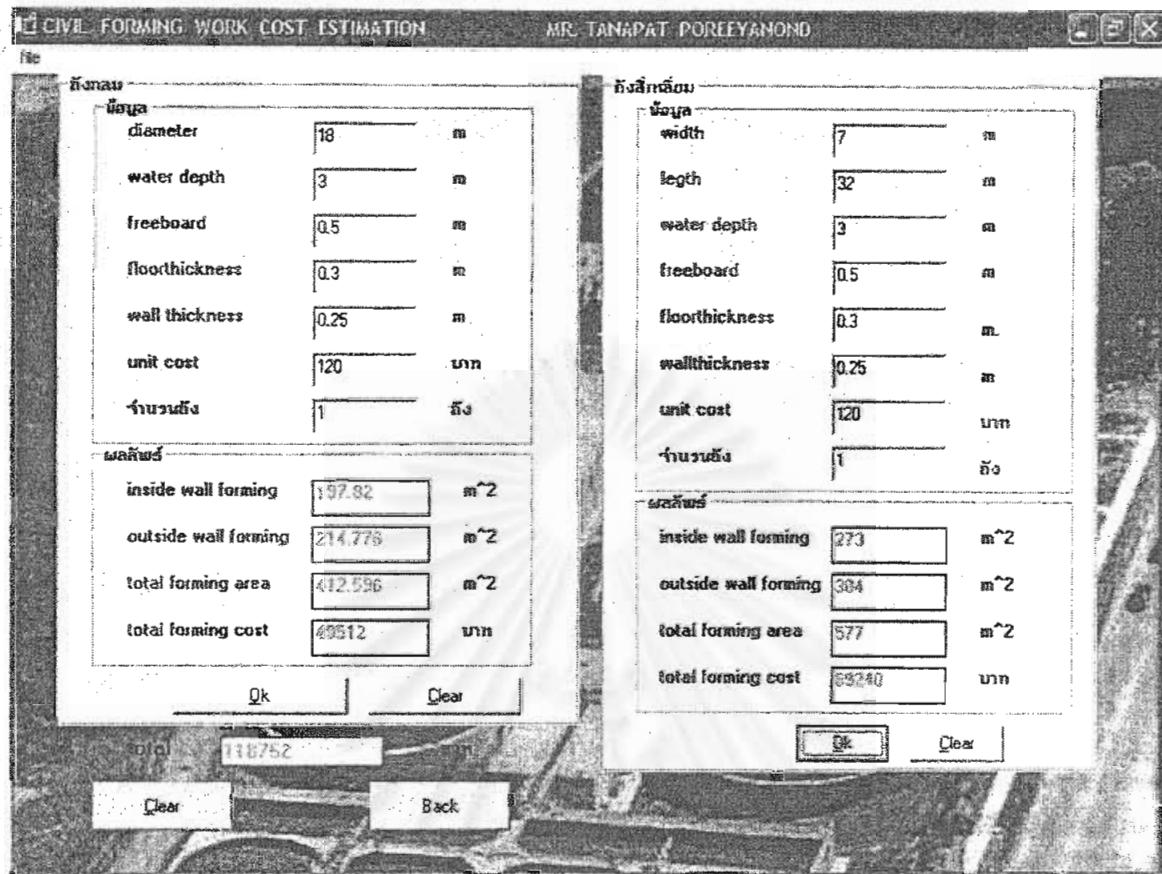 CIVIL FORMING WORK COST ESTIMATION MR. TANAPAT POREEYANOND
File
ถังกลม
ข้อมูล
diameter 18 m
water depth 3 m
freeboard 0.5 m
floorthickness 0.3 m
wall thickness 0.25 m
unit cost 120 บาท
จำนวนถัง 1 ถัง
ผลลัพธ์
inside wall forming 197.82 m^2
outside wall forming 214.776 m^2
total forming area 412.596 m^2
total forming cost 49512 บาท
Ok Clear
ถังสี่เหลี่ยม
ข้อมูล
width 7 m
legth 32 m
water depth 3 m
freeboard 0.5 m
floorthickness 0.3 m
wallthickness 0.25 m
unit cost 120 บาท
จำนวนถัง 1 ถัง
ผลลัพธ์
inside wall forming 273 m^2
outside wall forming 304 m^2
total forming area 577 m^2
total forming cost 69240 บาท
Ok Clear
total 118752 บาท
Clear Back